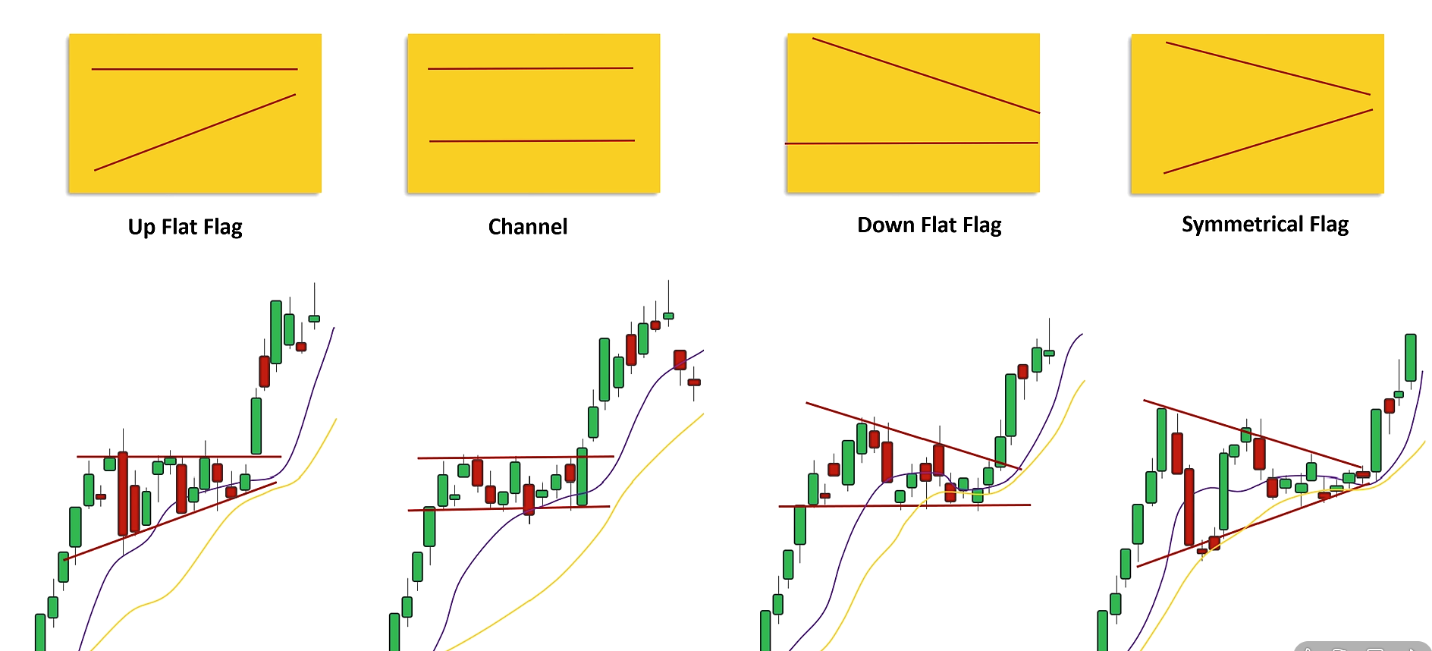 Up Flat Flag
Channel
Down Flat Flag
Symmetrical Flag